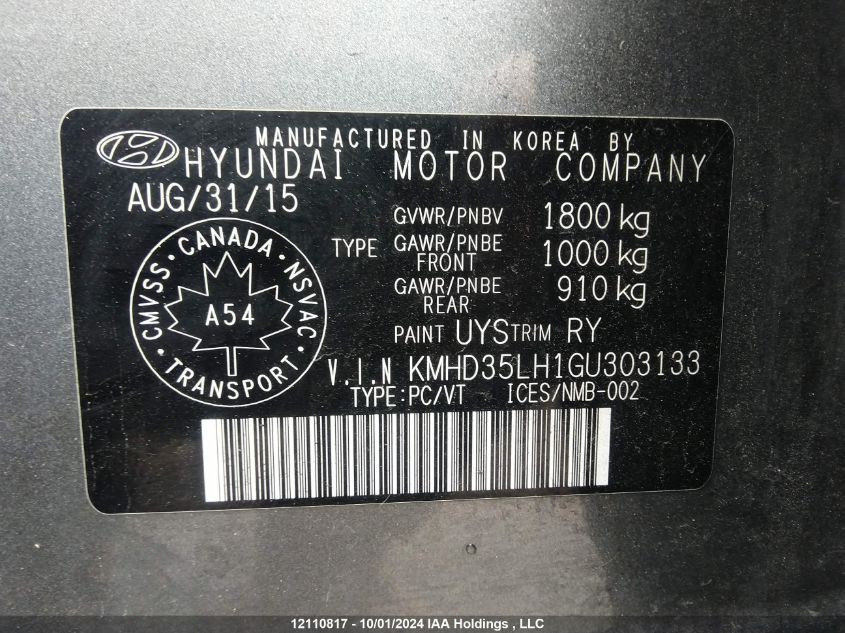 MANUFACTURED IN KOREA BY
HYUNDAI MOTOR COMPANY
AUG/31/15
GVWR/PNBV 1800 kg
TYPE GAWR/PNBE FRONT 1000 kg
GAWR/PNBE REAR 910 kg
CANADA
CMVSS • NSVAC
A54
TRANSPORT
PAINT UYS TRIM RY
V.I.N KMHD35LH1GU303133
TYPE:PC/VT ICES/NMB-002
12110817 - 10/01/2024 IAA Holdings , LLC